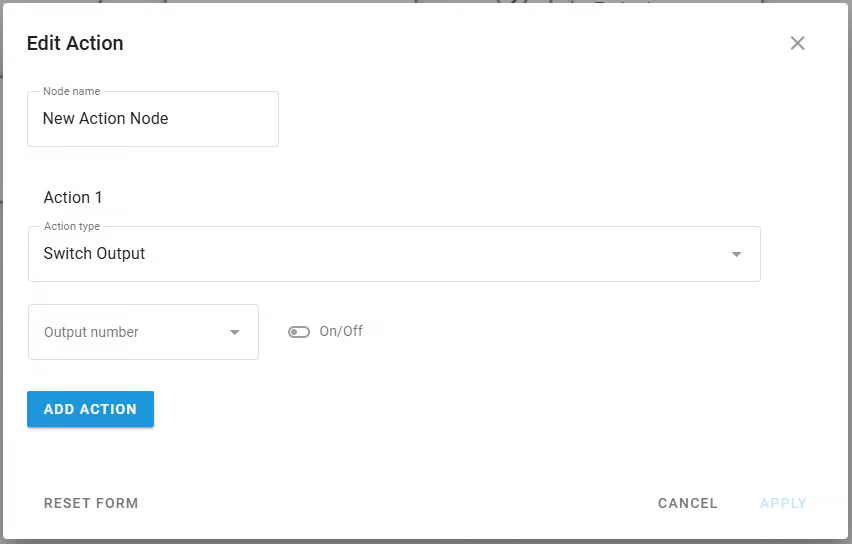 Edit Action
Node name
New Action Node
Action 1
Action type
Switch Output
Output number
On/Off
ADD ACTION
RESET FORM
CANCEL
APPLY